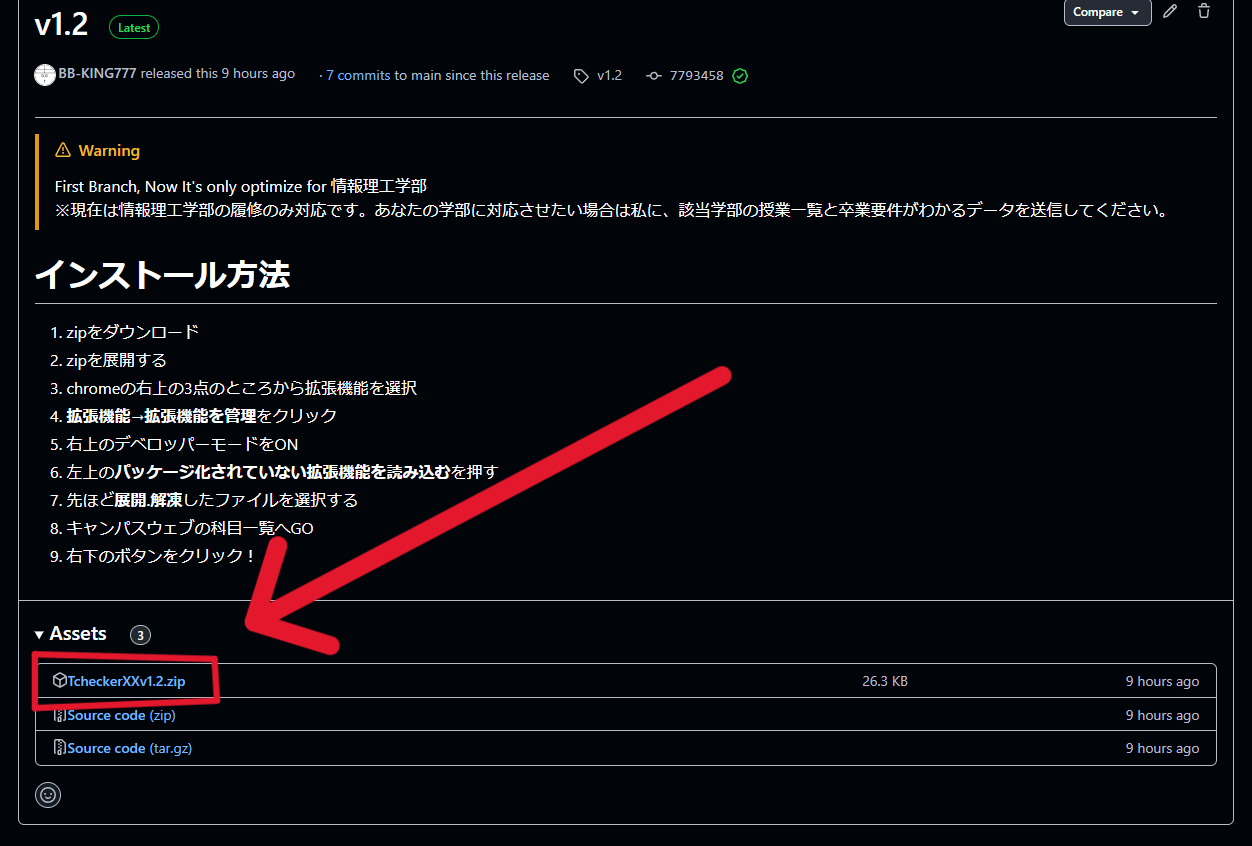 v1.2 Latest Compare
BB-KING777 released this 9 hours ago · 7 commits to main since this release v1.2 7793458
Warning
First Branch, Now It's only optimize for 情報理工学部
※現在は情報理工学部の履修のみ対応です。あなたの学部に対応させたい場合は私に、該当学部の授業一覧と卒業要件がわかるデータを送信してください。
インストール方法
1. zipをダウンロード
2. zipを展開する
3. chromeの右上の3点のところから拡張機能を選択
4. 拡張機能→拡張機能を管理をクリック
5. 右上のデベロッパーモードをON
6. 左上のパッケージ化されていない拡張機能を読み込むを押す
7. 先ほど展開.解凍したファイルを選択する
8. キャンパスウェブの科目一覧へGO
9. 右下のボタンをクリック！
Assets 3
TcheckerXXv1.2.zip 26.3 KB 9 hours ago
Source code (zip) 9 hours ago
Source code (tar.gz) 9 hours ago